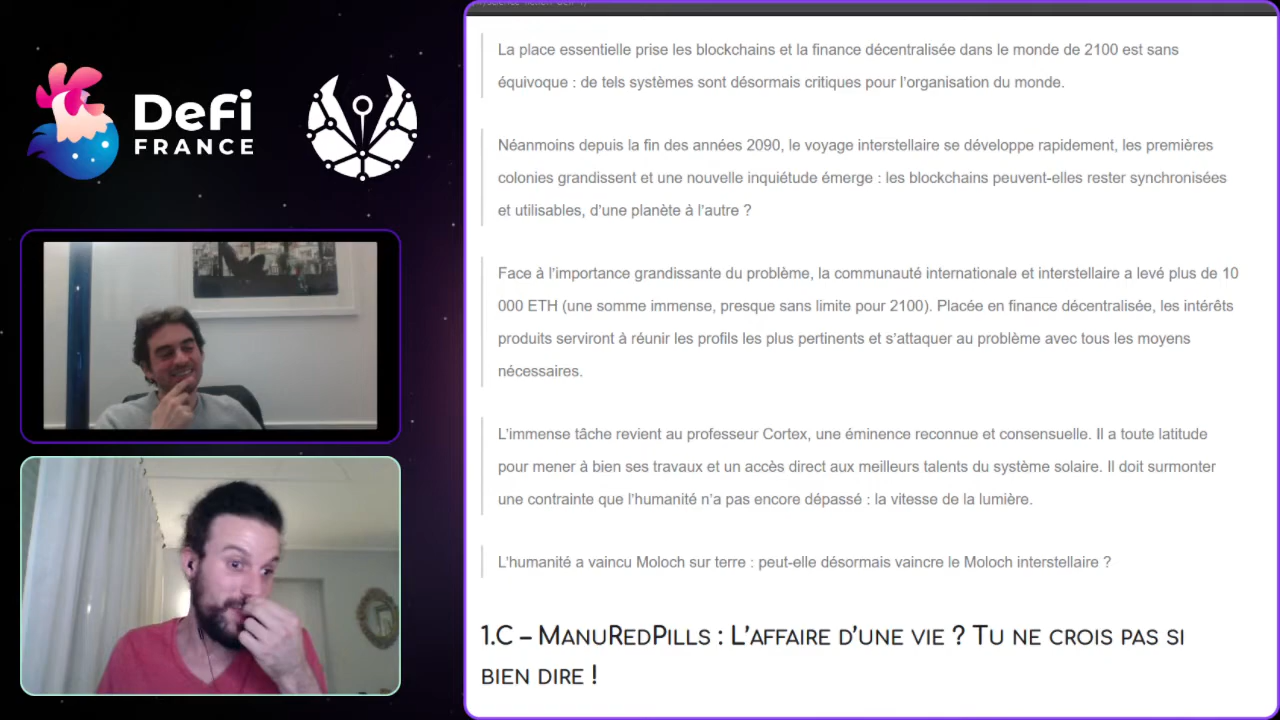 DeFi
FRANCE
La place essentielle prise les blockchains et la finance décentralisée dans le monde de 2100 est sans
équivoque : de tels systèmes sont désormais critiques pour l’organisation du monde.
Néanmoins depuis la fin des années 2090, le voyage interstellaire se développe rapidement, les premières
colonies grandissent et une nouvelle inquiétude émerge : les blockchains peuvent-elles rester synchronisées
et utilisables, d’une planète à l’autre ?
Face à l’importance grandissante du problème, la communauté internationale et interstellaire a levé plus de 10
000 ETH (une somme immense, presque sans limite pour 2100). Placée en finance décentralisée, les intérêts
produits serviront à réunir les profils les plus pertinents et s’attaquer au problème avec tous les moyens
nécessaires.
L’immense tâche revient au professeur Cortex, une éminence reconnue et consensuelle. Il a toute latitude
pour mener à bien ses travaux et un accès direct aux meilleurs talents du système solaire. Il doit surmonter
une contrainte que l’humanité n’a pas encore dépassé : la vitesse de la lumière.
L’humanité a vaincu Moloch sur terre : peut-elle désormais vaincre le Moloch interstellaire ?
1.C – ManuRedPills : L’affaire d’une vie ? Tu ne crois pas si
bien dire !